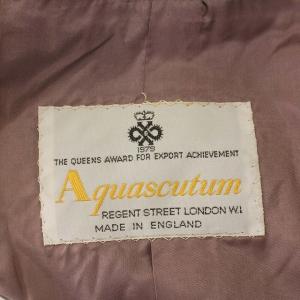 1979
THE QUEENS AWARD FOR EXPORT ACHIEVEMENT
Aquascutum
REGENT STREET LONDON W.1
MADE IN ENGLAND